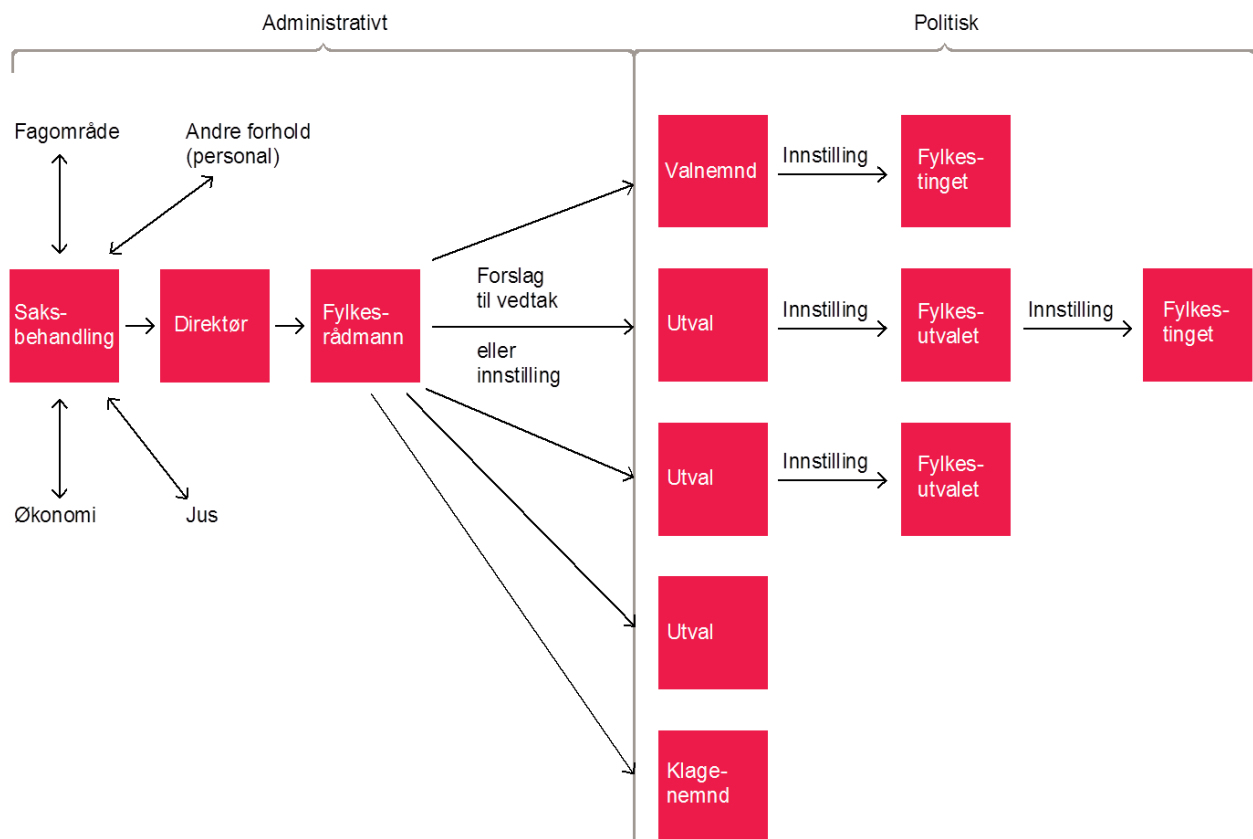 Administrativt
Politisk
Fagområde
Andre forhold
(personal)
Saks-
behandling
Direktør
Fylkes-
rådmann
Økonomi
Jus
Forslag
til vedtak
eller
innstilling
Valnemnd
Innstilling
Fylkes-
tinget
Utval
Innstilling
Fylkes-
utvalet
Innstilling
Fylkes-
tinget
Utval
Innstilling
Fylkes-
utvalet
Utval
Klage-
nemnd